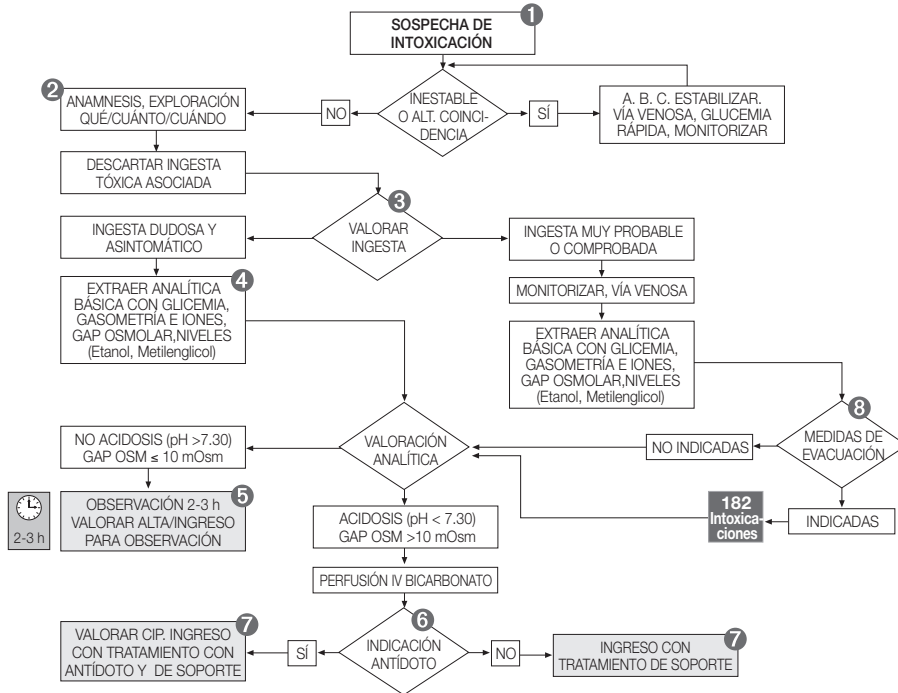 1
SOSPECHA DE
INTOXICACIÓN
2
ANAMNESIS, EXPLORACIÓN
QUÉ/CUÁNTO/CUÁNDO
NO
INESTABLE
O ALT. COINCI-
DENCIA
SÍ
A. B. C. ESTABILIZAR.
VÍA VENOSA, GLUCEMIA
RÁPIDA, MONITORIZAR
DESCARTAR INGESTA
TÓXICA ASOCIADA
3
VALORAR
INGESTA
INGESTA DUDOSA Y
ASINTOMÁTICO
INGESTA MUY PROBABLE
O COMPROBADA
4
EXTRAER ANALÍTICA
BÁSICA CON GLICEMIA,
GASOMETRÍA E IONES,
GAP OSMOLAR,NIVELES
(Etanol, Metilenglicol)
MONITORIZAR, VÍA VENOSA
EXTRAER ANALÍTICA
BÁSICA CON GLICEMIA,
GASOMETRÍA E IONES,
GAP OSMOLAR,NIVELES
(Etanol, Metilenglicol)
8
MEDIDAS DE
EVACUACIÓN
NO INDICADAS
VALORACIÓN
ANALÍTICA
NO ACIDOSIS (pH >7.30)
GAP OSM ≤ 10 mOsm
2-3 h
5
OBSERVACIÓN 2-3 h
VALORAR ALTA/INGRESO
PARA OBSERVACIÓN
182
Intoxica-
ciones
INDICADAS
ACIDOSIS (pH < 7.30)
GAP OSM >10 mOsm
PERFUSIÓN IV BICARBONATO
6
INDICACIÓN
ANTÍDOTO
SÍ
NO
7
VALORAR CIP. INGRESO
CON TRATAMIENTO CON
ANTÍDOTO Y DE SOPORTE
7
INGRESO CON
TRATAMIENTO DE SOPORTE